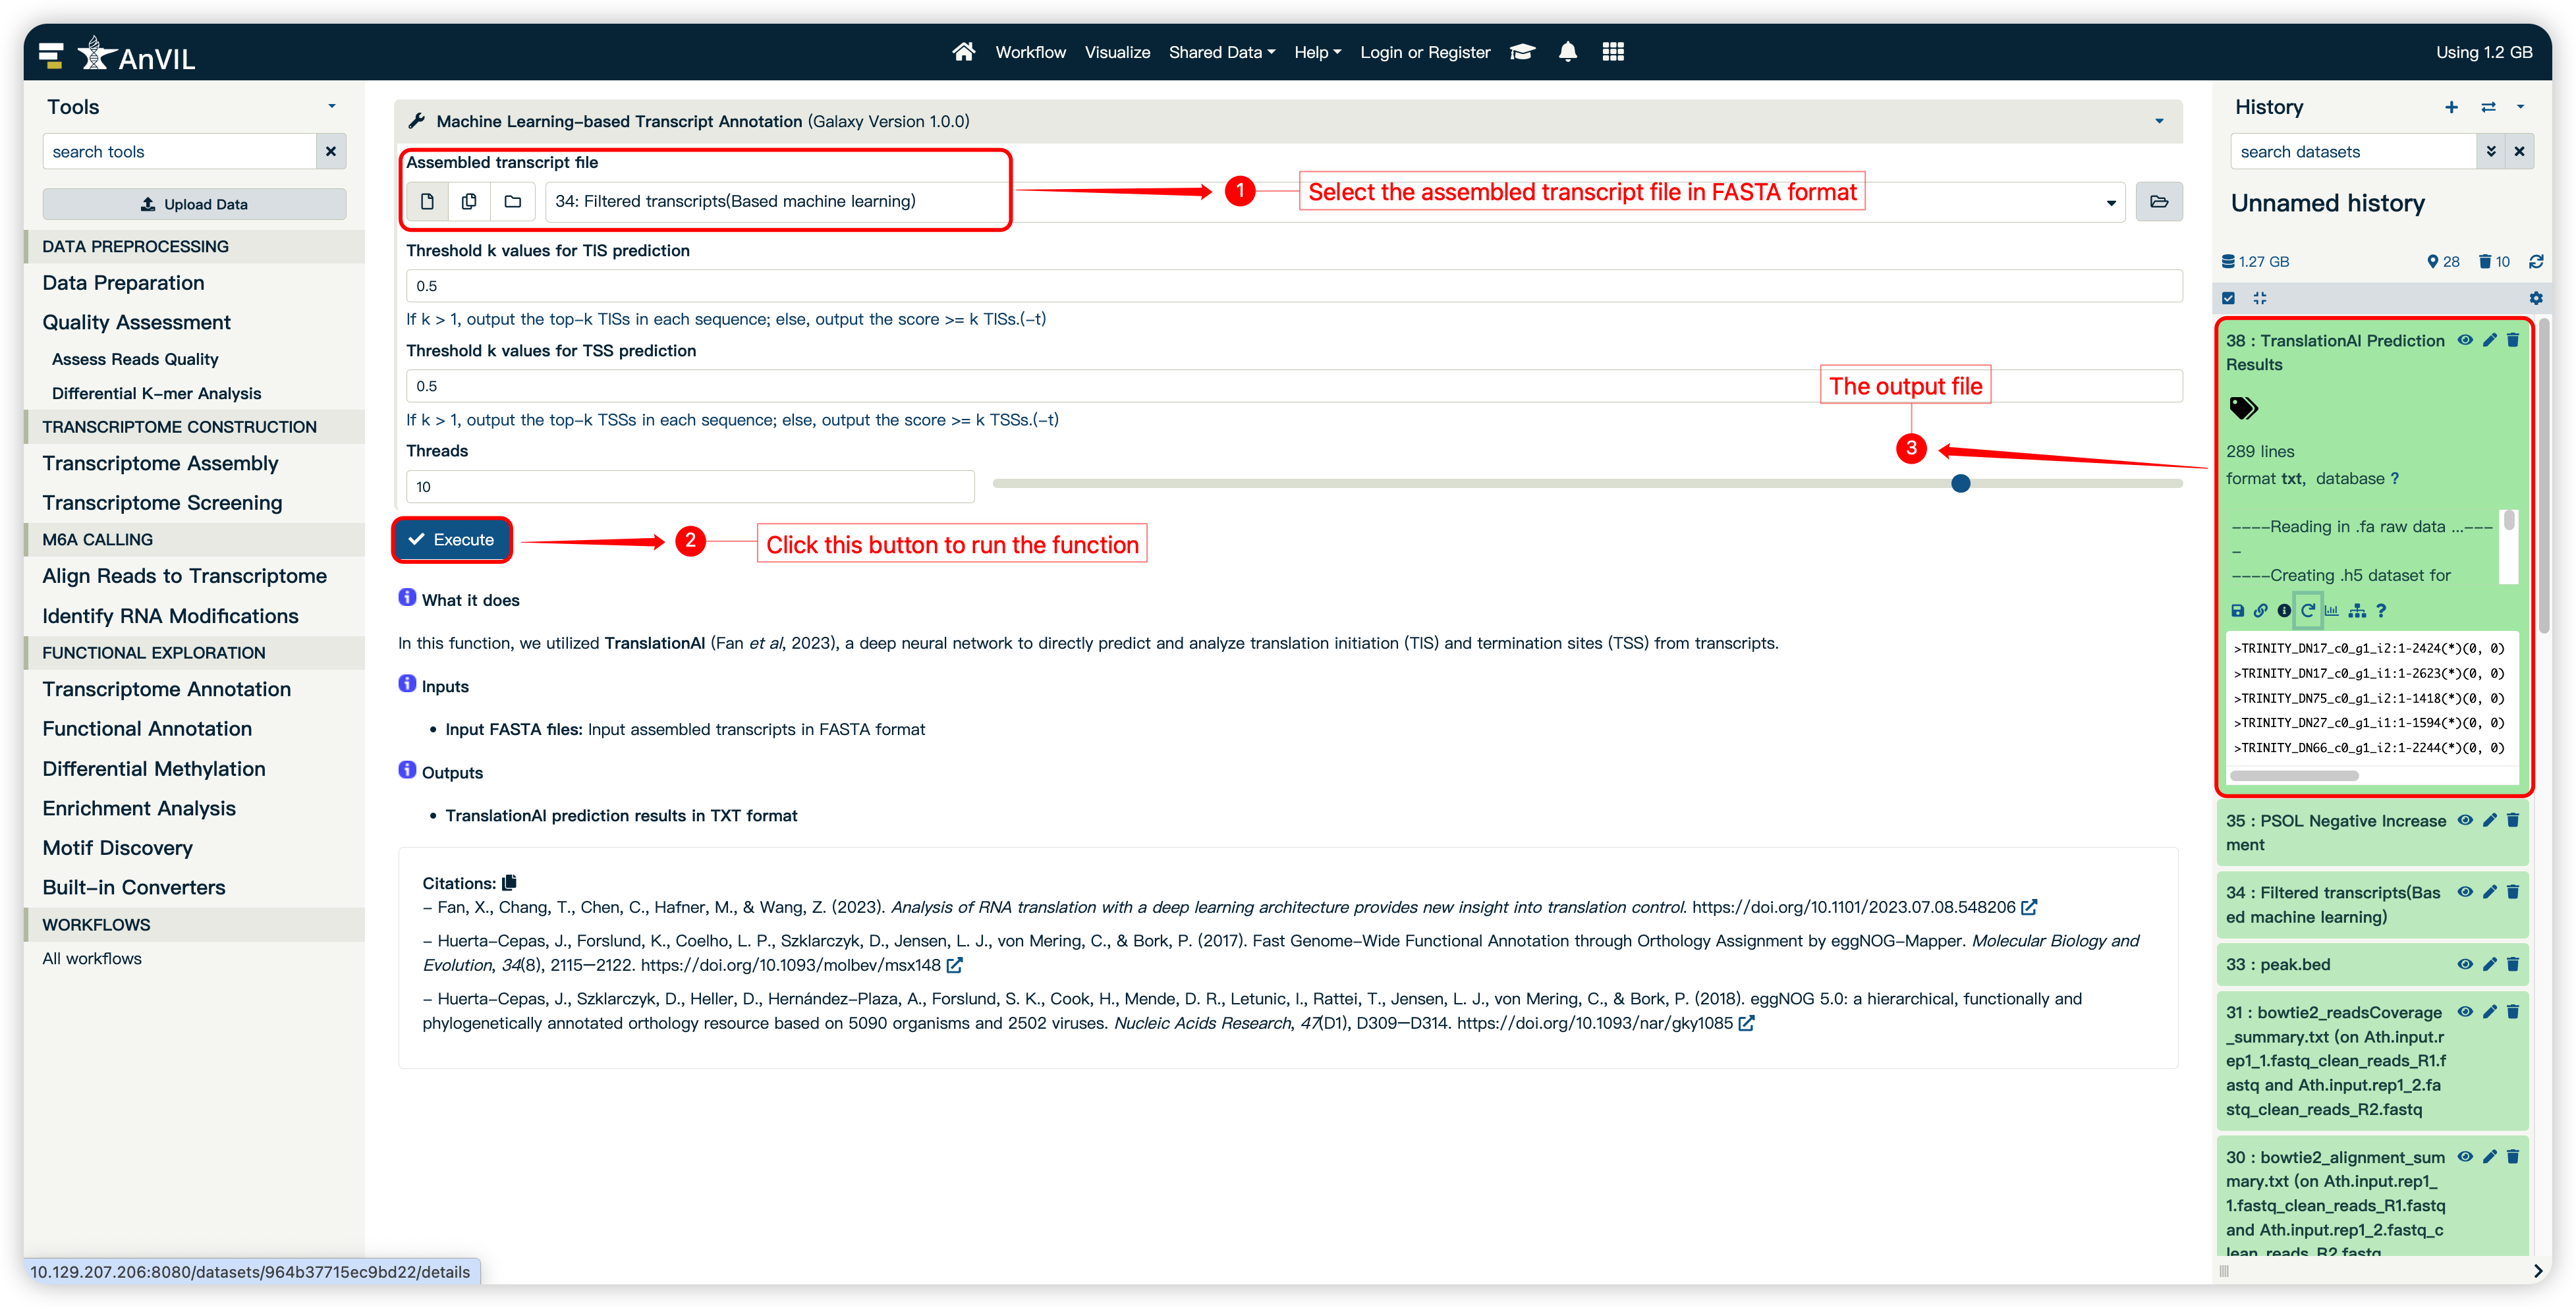 AnVIL
Workflow Visualize Shared Data Help Login or Register
Using 1.2 GB
Tools
search tools
Upload Data
DATA PREPROCESSING
Data Preparation
Quality Assessment
Assess Reads Quality
Differential K-mer Analysis
TRANSCRIPTOME CONSTRUCTION
Transcriptome Assembly
Transcriptome Screening
M6A CALLING
Align Reads to Transcriptome
Identify RNA Modifications
FUNCTIONAL EXPLORATION
Transcriptome Annotation
Functional Annotation
Differential Methylation
Enrichment Analysis
Motif Discovery
Built-in Converters
WORKFLOWS
All workflows
10.129.207.206:8080/datasets/964b37715ec9bd22/details
Machine Learning-based Transcript Annotation (Galaxy Version 1.0.0)
Assembled transcript file
34: Filtered transcripts(Based machine learning)
1 Select the assembled transcript file in FASTA format
Threshold k values for TIS prediction
0.5
If k > 1, output the top-k TISs in each sequence; else, output the score >= k TISs.(-t)
Threshold k values for TSS prediction
0.5
The output file
If k > 1, output the top-k TSSs in each sequence; else, output the score >= k TSSs.(-t)
3
Threads
10
Execute
2 Click this button to run the function
What it does
In this function, we utilized TranslationAI (Fan et al, 2023), a deep neural network to directly predict and analyze translation initiation (TIS) and termination sites (TSS) from transcripts.
Inputs
• Input FASTA files: Input assembled transcripts in FASTA format
Outputs
• TranslationAI prediction results in TXT format
Citations:
- Fan, X., Chang, T., Chen, C., Hafner, M., & Wang, Z. (2023). Analysis of RNA translation with a deep learning architecture provides new insight into translation control. https://doi.org/10.1101/2023.07.08.548206
- Huerta-Cepas, J., Forslund, K., Coelho, L. P., Szklarczyk, D., Jensen, L. J., von Mering, C., & Bork, P. (2017). Fast Genome-Wide Functional Annotation through Orthology Assignment by eggNOG-Mapper. Molecular Biology and
Evolution, 34(8), 2115–2122. https://doi.org/10.1093/molbev/msx148
- Huerta-Cepas, J., Szklarczyk, D., Heller, D., Hernández-Plaza, A., Forslund, S. K., Cook, H., Mende, D. R., Letunic, I., Rattei, T., Jensen, L. J., von Mering, C., & Bork, P. (2018). eggNOG 5.0: a hierarchical, functionally and
phylogenetically annotated orthology resource based on 5090 organisms and 2502 viruses. Nucleic Acids Research, 47(D1), D309–D314. https://doi.org/10.1093/nar/gky1085
History
search datasets
Unnamed history
1.27 GB 28 10
38 : TranslationAI Prediction
Results
289 lines
format txt, database ?
----Reading in .fa raw data ...---
-
----Creating .h5 dataset for
>TRINITY_DN17_c0_g1_i2:1-2424(*)(0, 0)
>TRINITY_DN17_c0_g1_i1:1-2623(*)(0, 0)
>TRINITY_DN75_c0_g1_i2:1-1418(*)(0, 0)
>TRINITY_DN27_c0_g1_i1:1-1594(*)(0, 0)
>TRINITY_DN66_c0_g1_i2:1-2244(*)(0, 0)
35 : PSOL Negative Increase
ment
34 : Filtered transcripts(Bas
ed machine learning)
33 : peak.bed
31 : bowtie2_readsCoverage
_summary.txt (on Ath.input.r
ep1_1.fastq_clean_reads_R1.f
astq and Ath.input.rep1_2.fa
stq_clean_reads_R2.fastq
30 : bowtie2_alignment_sum
mary.txt (on Ath.input.rep1_
1.fastq_clean_reads_R1.fastq
and Ath.input.rep1_2.fastq_c
lean_reads_R2.fastq